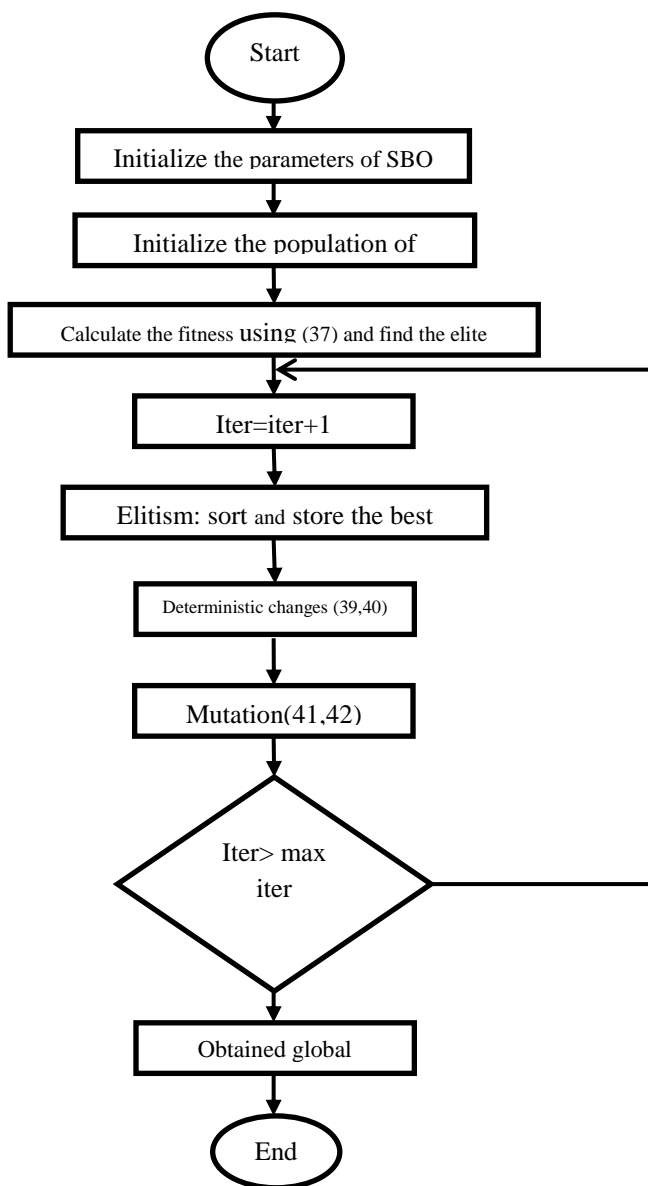 Start
Initialize the parameters of SBO
Initialize the population of
Calculate the fitness using (37) and find the elite
Iter=iter+1
Elitism: sort and store the best
Deterministic changes (39,40)
Mutation(41,42)
Iter> max
iter
Obtained global
End